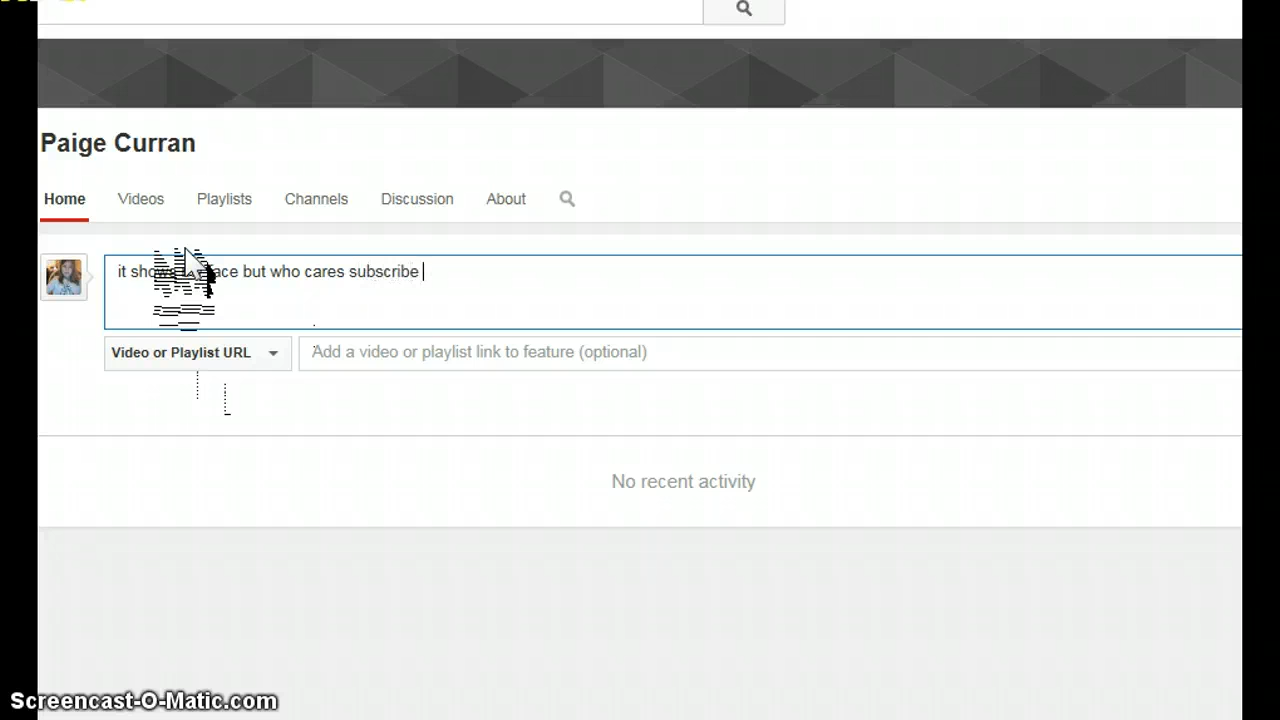 Paige Curran
Home Videos Playlists Channels Discussion About
it shows face but who cares subscribe
Video or Playlist URL Add a video or playlist link to feature (optional)
No recent activity
Screencast-O-Matic.com